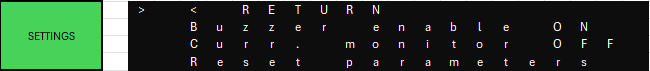 SETTINGS
> < RETURN
Buzzer enable ON
Curr. monitor OFF
Reset parameters